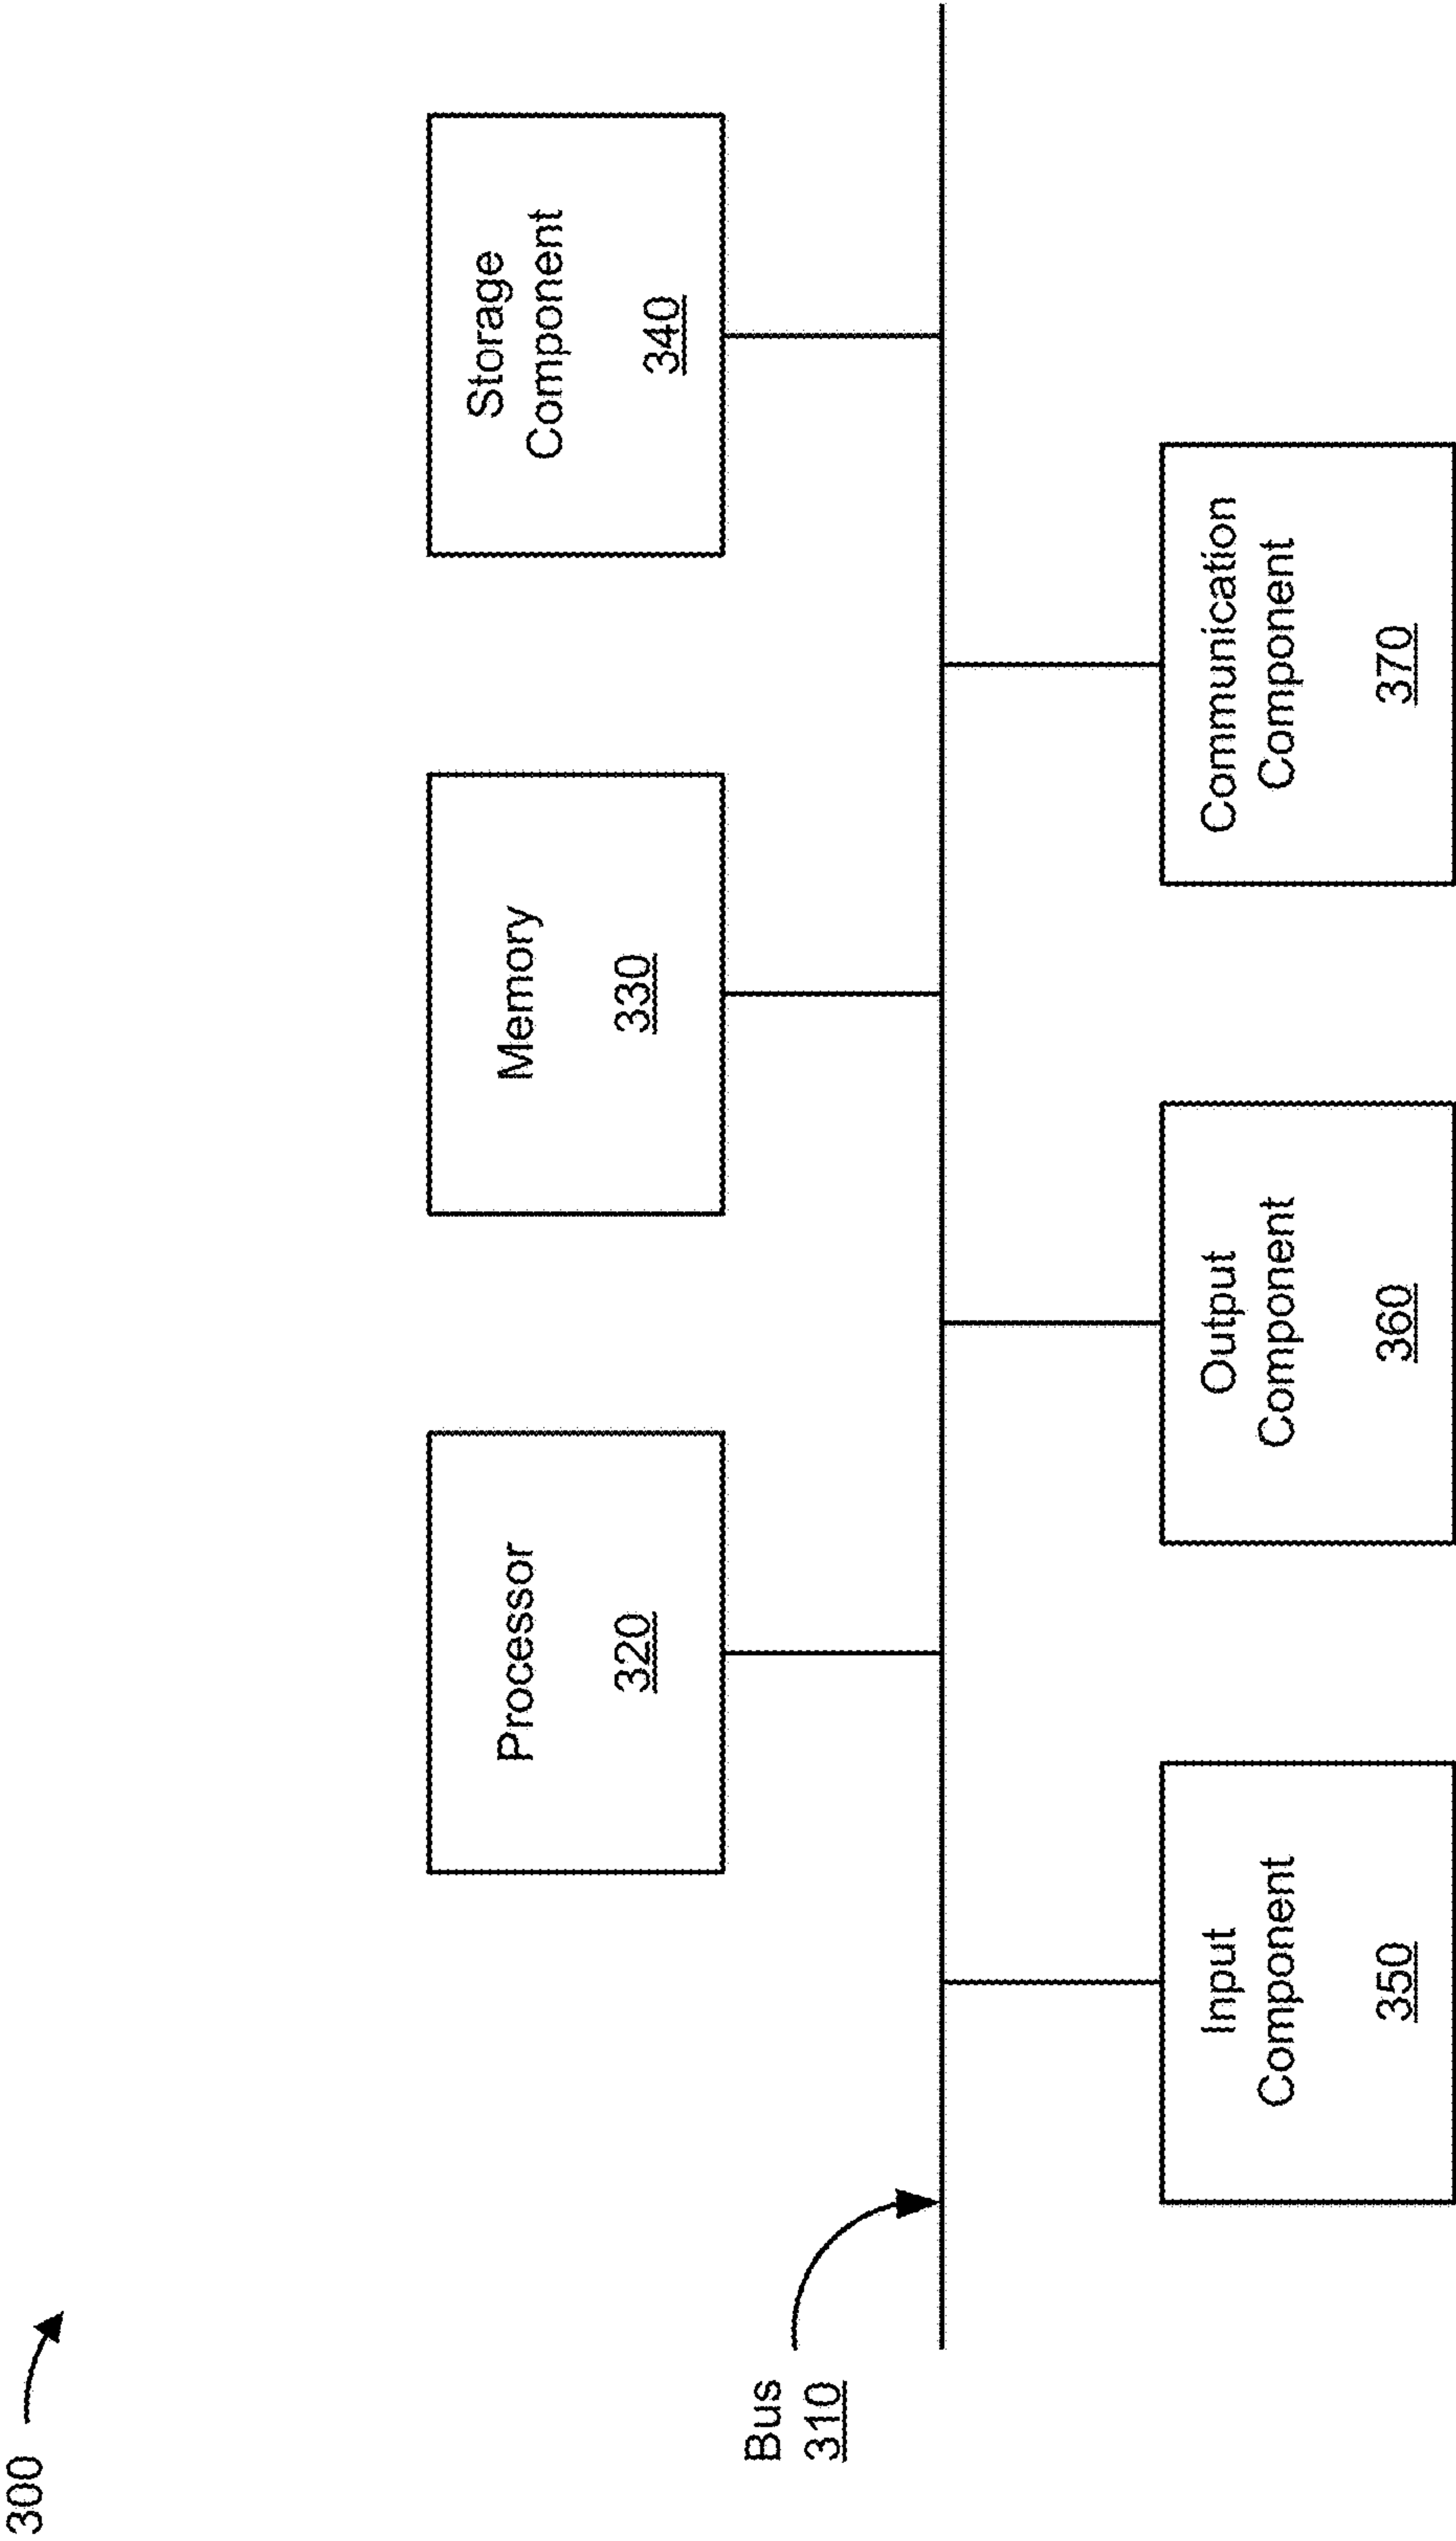 300
Processor
320
Memory
330
Storage
Component
340
Bus
310
Input
Component
350
Output
Component
360
Communication
Component
370